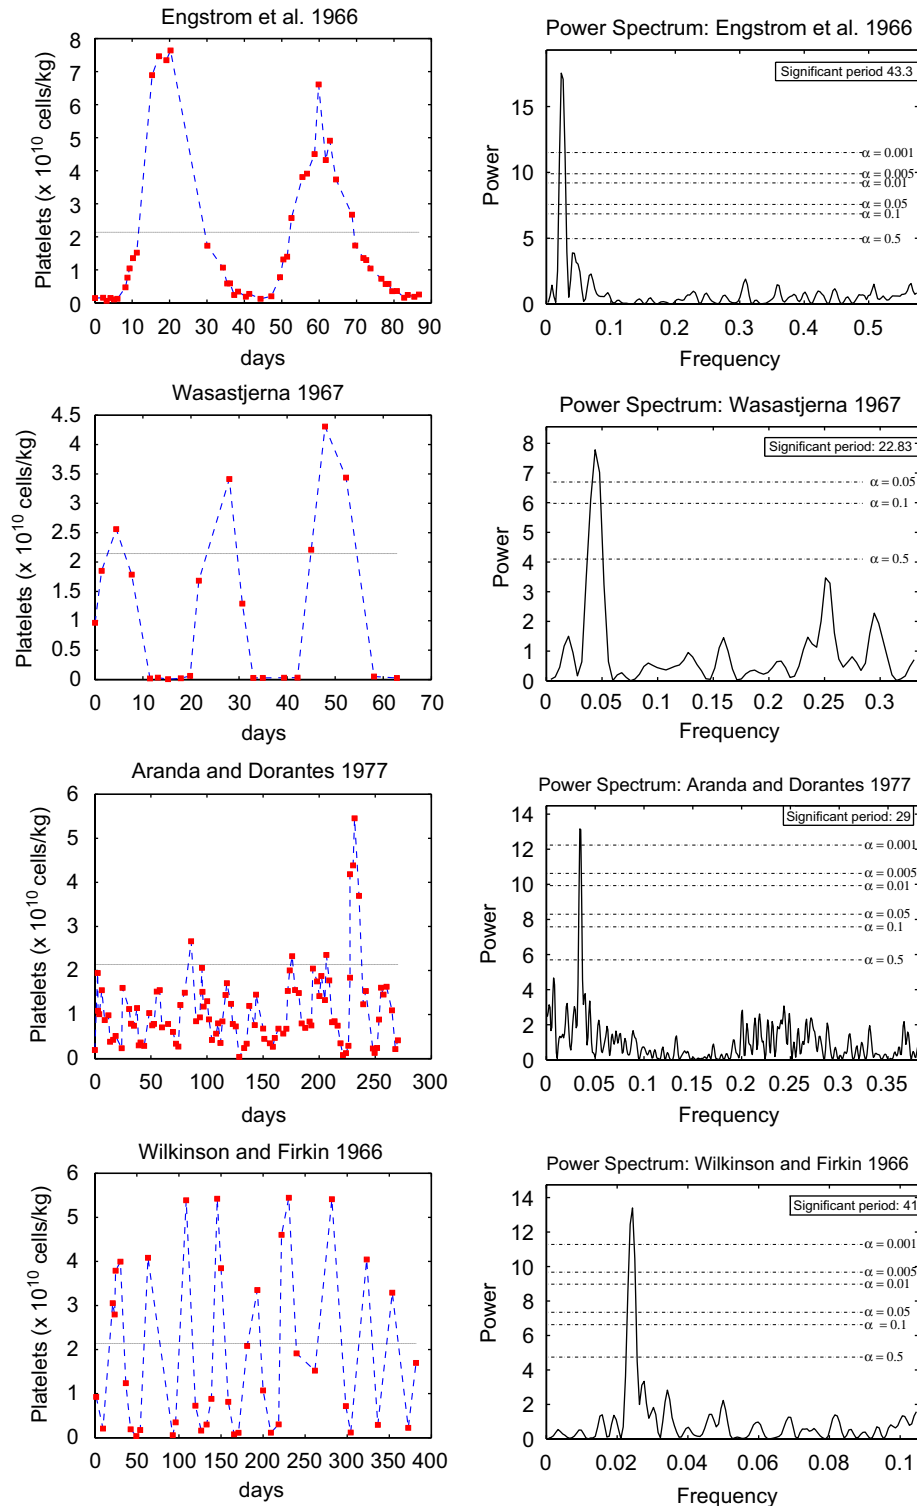 Engstrom et al. 1966
Platelets (x 10^10 cells/kg)
8
7
6
5
4
3
2
1
0
0 10 20 30 40 50 60 70 80 90
days
Power Spectrum: Engstrom et al. 1966
Significant period 43.3
Power
15
10
5
0
α = 0.001
α = 0.005
α = 0.01
α = 0.05
α = 0.1
α = 0.5
0 0.1 0.2 0.3 0.4 0.5
Frequency
Wasastjerna 1967
Platelets (x 10^10 cells/kg)
4.5
4
3.5
3
2.5
2
1.5
1
0.5
0
0 10 20 30 40 50 60 70
days
Power Spectrum: Wasastjerna 1967
Significant period: 22.83
Power
8
7
6
5
4
3
2
1
0
α = 0.05
α = 0.1
α = 0.5
0 0.05 0.1 0.15 0.2 0.25 0.3
Frequency
Aranda and Dorantes 1977
Platelets (x 10^10 cells/kg)
6
5
4
3
2
1
0
0 50 100 150 200 250 300
days
Power Spectrum: Aranda and Dorantes 1977
Significant period: 29
Power
14
12
10
8
6
4
2
0
α = 0.001
α = 0.005
α = 0.01
α = 0.05
α = 0.1
α = 0.5
0 0.05 0.1 0.15 0.2 0.25 0.3 0.35
Frequency
Wilkinson and Firkin 1966
Platelets (x 10^10 cells/kg)
6
5
4
3
2
1
0
0 50 100 150 200 250 300 350 400
days
Power Spectrum: Wilkinson and Firkin 1966
Significant period: 41
Power
14
12
10
8
6
4
2
0
α = 0.001
α = 0.005
α = 0.01
α = 0.05
α = 0.1
α = 0.5
0 0.02 0.04 0.06 0.08 0.1
Frequency